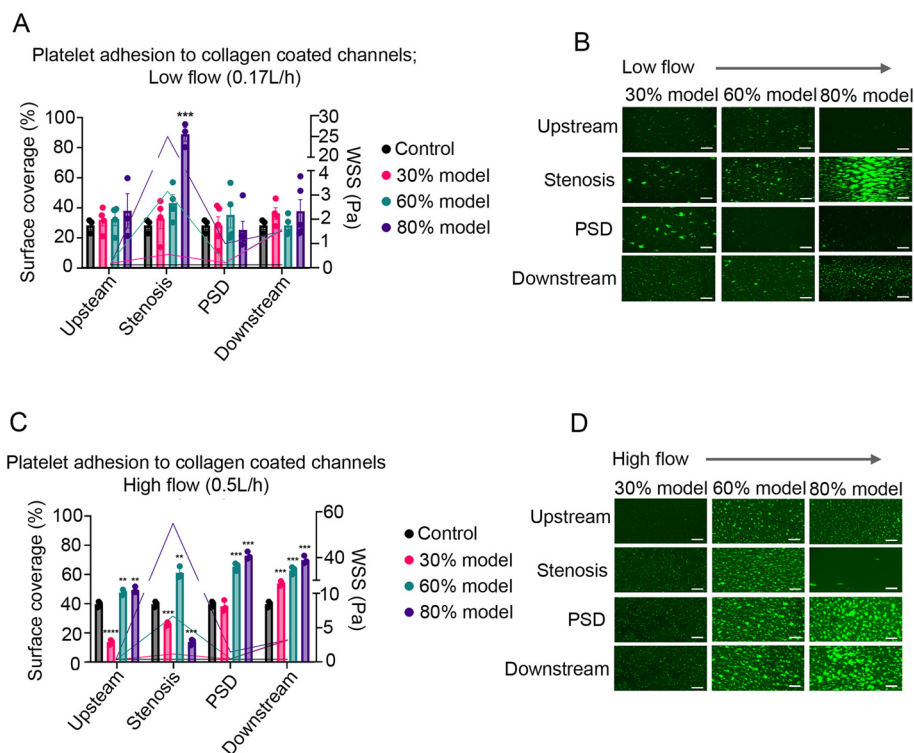 A
Platelet adhesion to collagen coated channels;
Low flow (0.17L/h)
Surface coverage (%)
100
80
60
40
20
0
***
30
25
20
4
3
2
1
0
WSS (Pa)
Control
30% model
60% model
80% model
Upsteam
Stenosis
PSD
Downstream
B
Low flow
30% model 60% model 80% model
Upstream
Stenosis
PSD
Downstream
C
Platelet adhesion to collagen coated channels
High flow (0.5L/h)
Surface coverage (%)
100
80
60
40
20
0
**** ** **
*** ** ***
*** ***
*** *** ***
60
40
10
5
0
WSS (Pa)
Control
30% model
60% model
80% model
Upsteam
Stenosis
PSD
Downstream
D
High flow
30% model 60% model 80% model
Upstream
Stenosis
PSD
Downstream